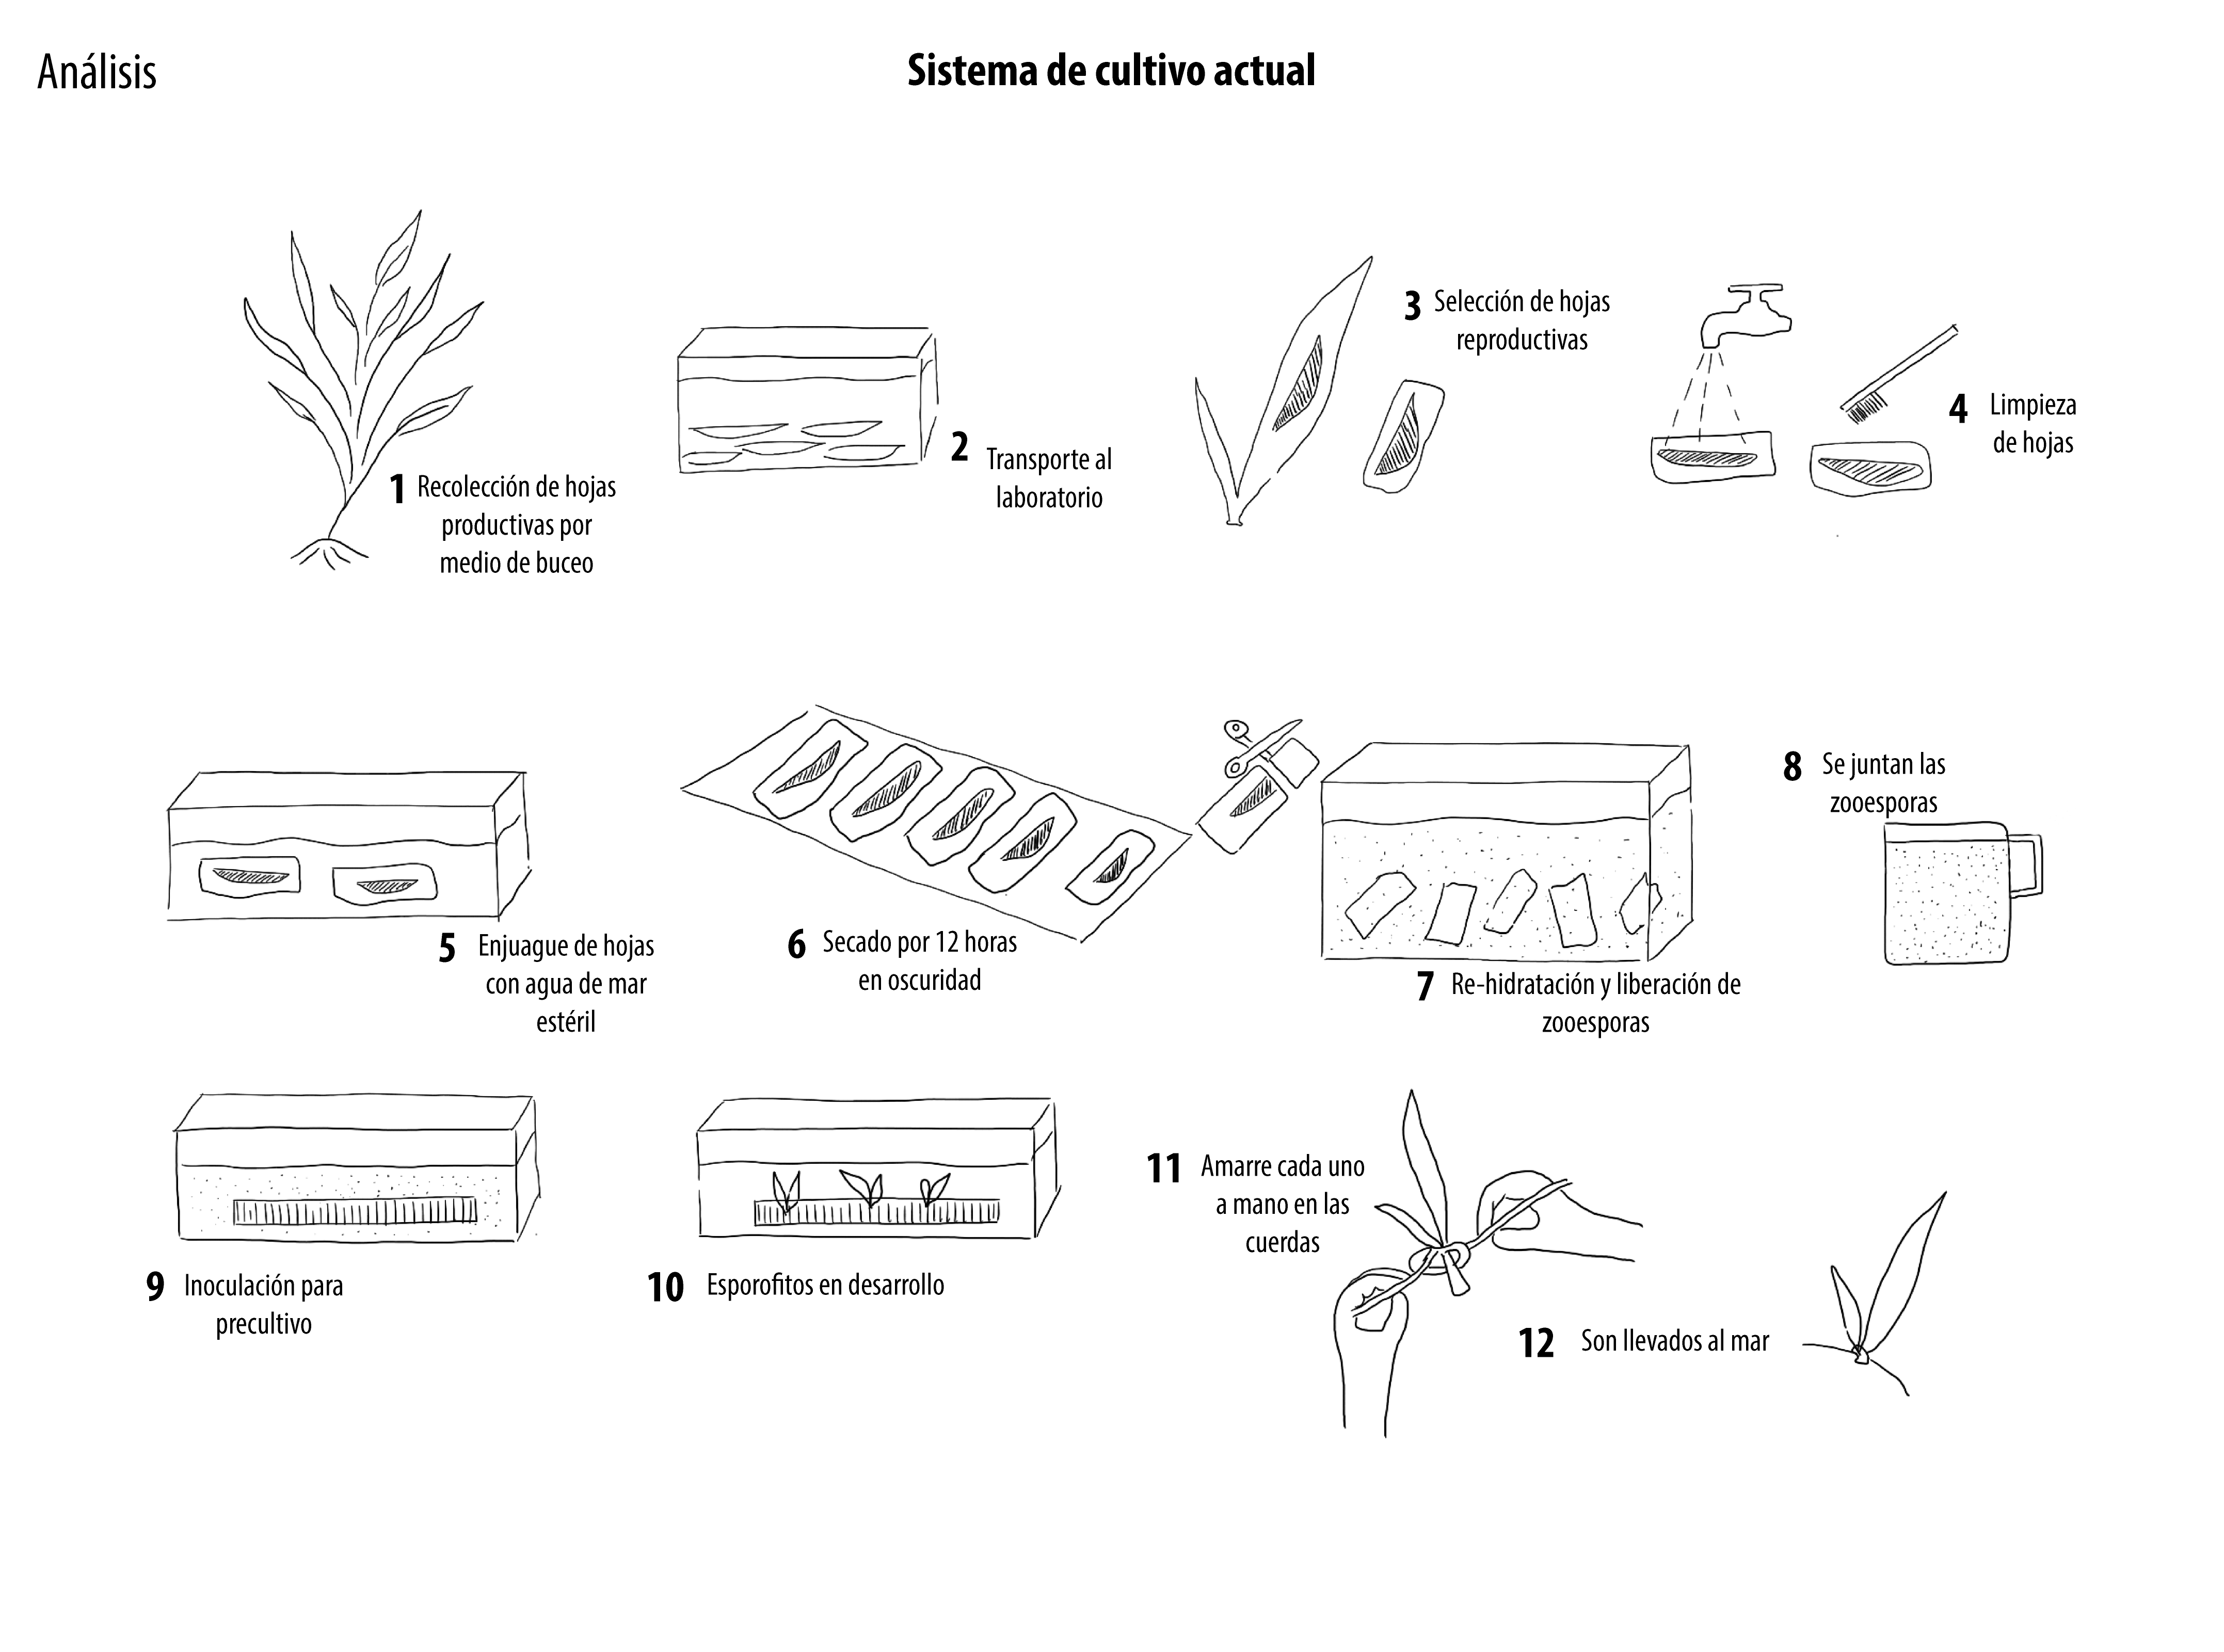 Análisis
Sistema de cultivo actual
1 Recolección de hojas
productivas por
medio de buceo
2 Transporte al
laboratorio
3 Selección de hojas
reproductivas
4 Limpieza
de hojas
5 Enjuague de hojas
con agua de mar
estéril
6 Secado por 12 horas
en oscuridad
7 Re-hidratación y liberación de
zooesporas
8 Se juntan las
zooesporas
9 Inoculación para
precultivo
10 Esporofitos en desarrollo
11 Amarre cada uno
a mano en las
cuerdas
12 Son llevados al mar